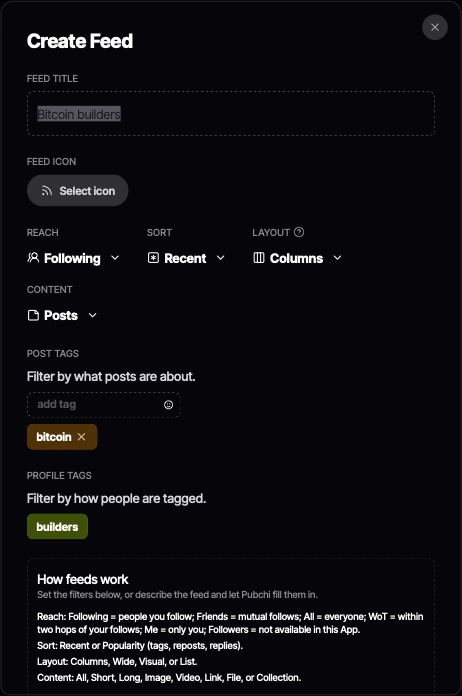 Create Feed
FEED TITLE
Bitcoin builders
FEED ICON
Select icon
REACH SORT LAYOUT
Following Recent Columns
CONTENT
Posts
POST TAGS
Filter by what posts are about.
add tag
bitcoin
PROFILE TAGS
Filter by how people are tagged.
builders
How feeds work
Set the filters below, or describe the feed and let Pubchi fill them in.
Reach: Following = people you follow; Friends = mutual follows; All = everyone; WoT = within
two hops of your follows; Me = only you; Followers = not available in this App.
Sort: Recent or Popularity (tags, reposts, replies).
Layout: Columns, Wide, Visual, or List.
Content: All, Short, Long, Image, Video, Link, File, or Collection.